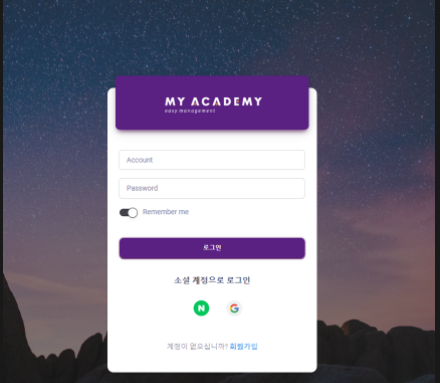 MY ACADEMY
easy management
Account
Password
Remember me
로그인
소셜 계정으로 로그인
N G
계정이 없으십니까? 회원가입